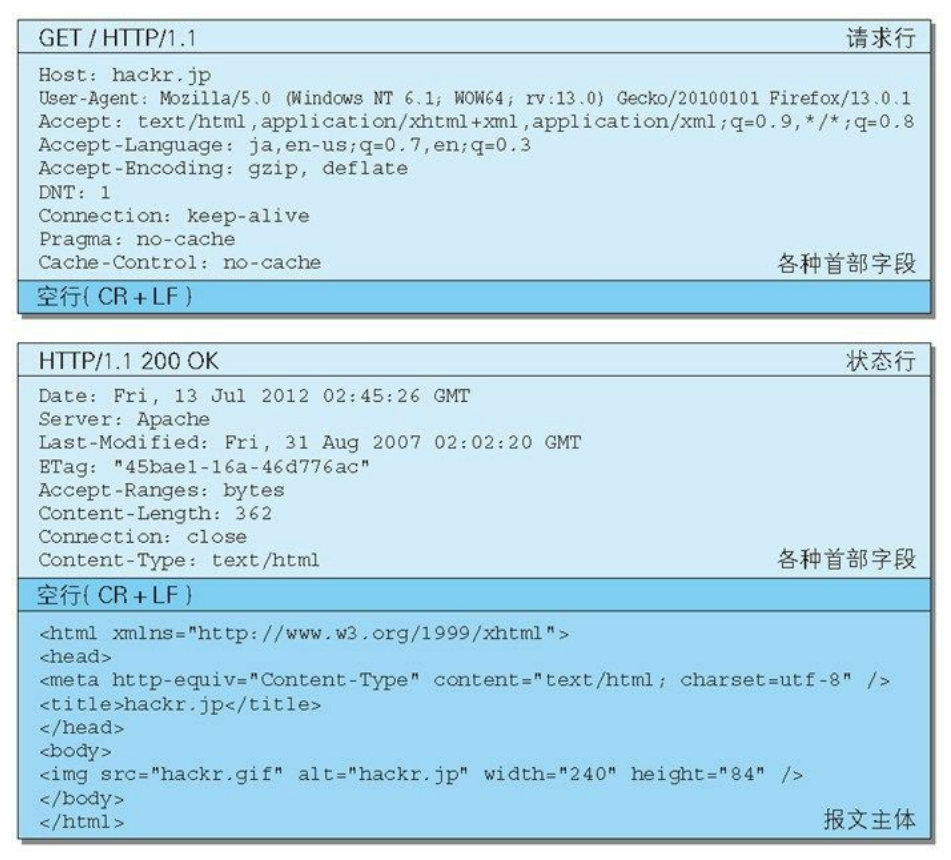 GET / HTTP/1.1 请求行
Host: hackr.jp
User-Agent: Mozilla/5.0 (Windows NT 6.1; WOW64; rv:13.0) Gecko/20100101 Firefox/13.0.1
Accept: text/html,application/xhtml+xml,application/xml;q=0.9,*/*;q=0.8
Accept-Language: ja,en-us;q=0.7,en;q=0.3
Accept-Encoding: gzip, deflate
DNT: 1
Connection: keep-alive
Pragma: no-cache
Cache-Control: no-cache 各种首部字段
空行( CR + LF )
HTTP/1.1 200 OK 状态行
Date: Fri, 13 Jul 2012 02:45:26 GMT
Server: Apache
Last-Modified: Fri, 31 Aug 2007 02:02:20 GMT
ETag: "45bae1-16a-46d776ac"
Accept-Ranges: bytes
Content-Length: 362
Connection: close
Content-Type: text/html 各种首部字段
空行( CR + LF )
<html xmlns="http://www.w3.org/1999/xhtml">
<head>
<meta http-equiv="Content-Type" content="text/html; charset=utf-8" />
<title>hackr.jp</title>
</head>
<body>
<img src="hackr.gif" alt="hackr.jp" width="240" height="84" />
</body>
</html> 报文主体